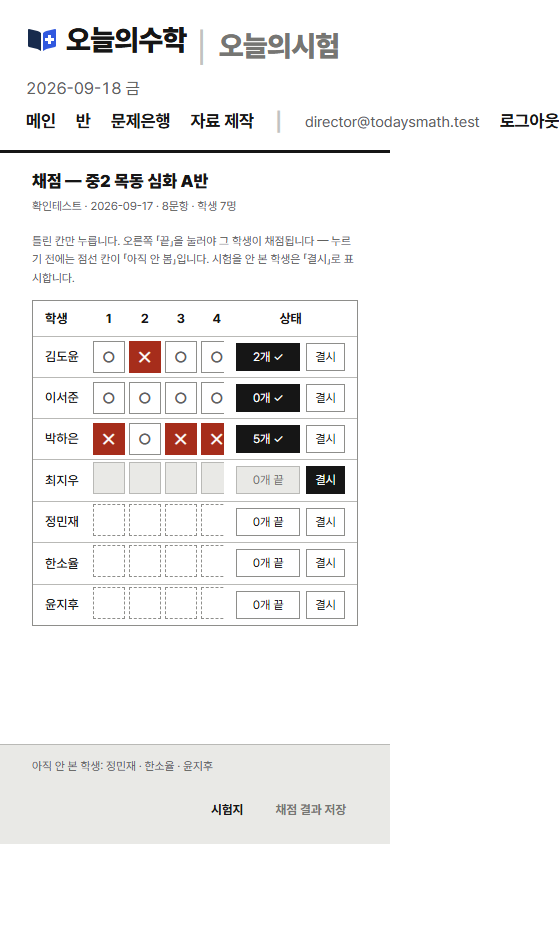 오늘의수학 | 오늘의시험
2026-09-18 금
메인 반 문제은행 자료 제작 | director@todaysmath.test 로그아웃
채점 — 중2 목동 심화 A반
확인테스트 · 2026-09-17 · 8문항 · 학생 7명
틀린 칸만 누릅니다. 오른쪽 「끝」을 눌러야 그 학생이 채점됩니다 — 누르
기 전에는 점선 칸이 「아직 안 봄」입니다. 시험을 안 본 학생은 「결시」로 표
시합니다.
학생 1 2 3 4 상태
김도윤 ○ ✕ ○ ○ 2개 ✓ 결시
이서준 ○ ○ ○ ○ 0개 ✓ 결시
박하은 ✕ ○ ✕ ✕ 5개 ✓ 결시
최지우 0개 끝 결시
정민재 0개 끝 결시
한소율 0개 끝 결시
윤지후 0개 끝 결시
아직 안 본 학생: 정민재 · 한소율 · 윤지후
시험지 채점 결과 저장